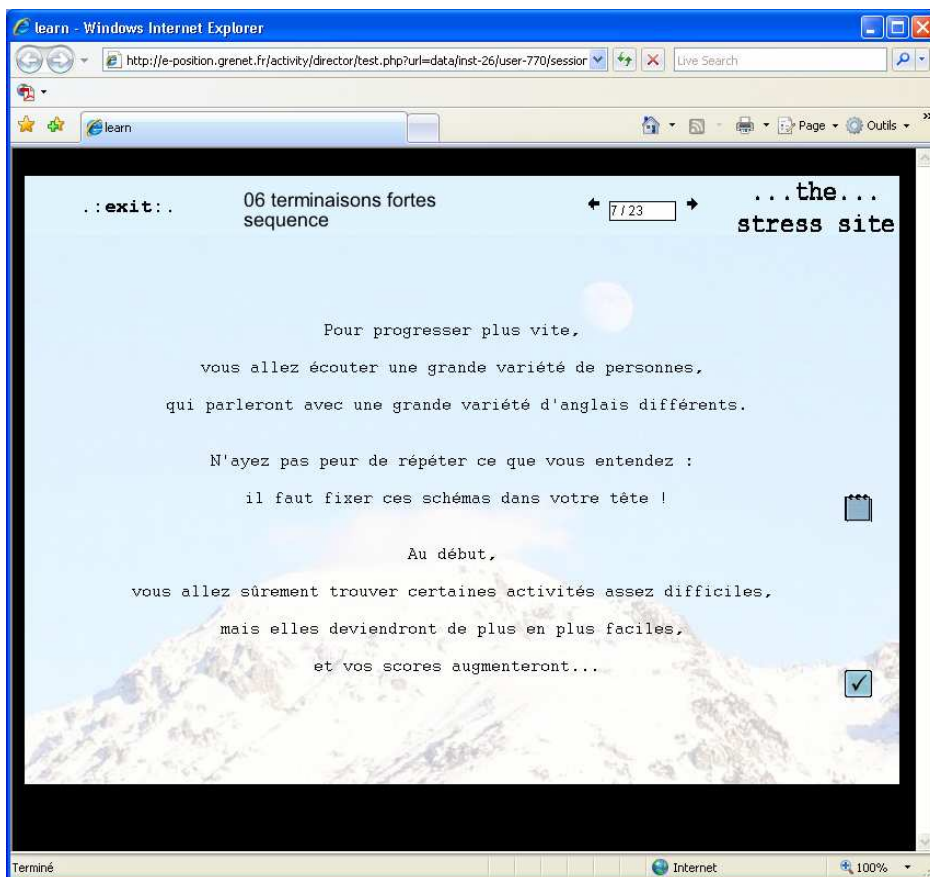 learn - Windows Internet Explorer
http://e-position.grenet.fr/activity/director/test.php?url=data/inst-26/user-770/session
Live Search
learn
Page
Outils
.:exit:.
06 terminaisons fortes
sequence
7 / 23
...the...
stress site
Pour progresser plus vite,
vous allez écouter une grande variété de personnes,
qui parleront avec une grande variété d'anglais différents.
N'ayez pas peur de répéter ce que vous entendez :
il faut fixer ces schémas dans votre tête !
Au début,
vous allez sûrement trouver certaines activités assez difficiles,
mais elles deviendront de plus en plus faciles,
et vos scores augmenteront...
Terminé
Internet
100%